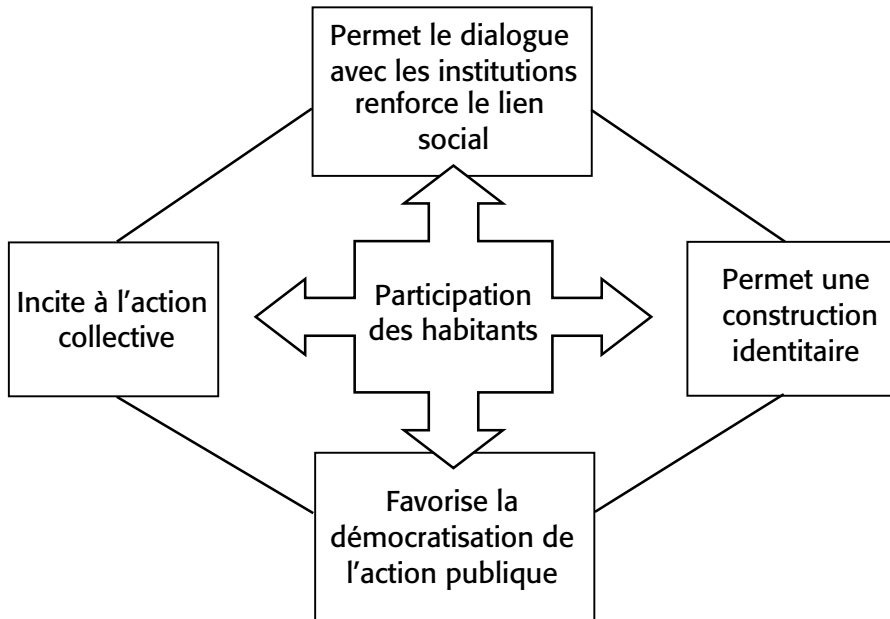 Permet le dialogue
avec les institutions
renforce le lien
social
Incite à l’action
collective
Participation
des habitants
Permet une
construction
identitaire
Favorise la
démocratisation de
l’action publique